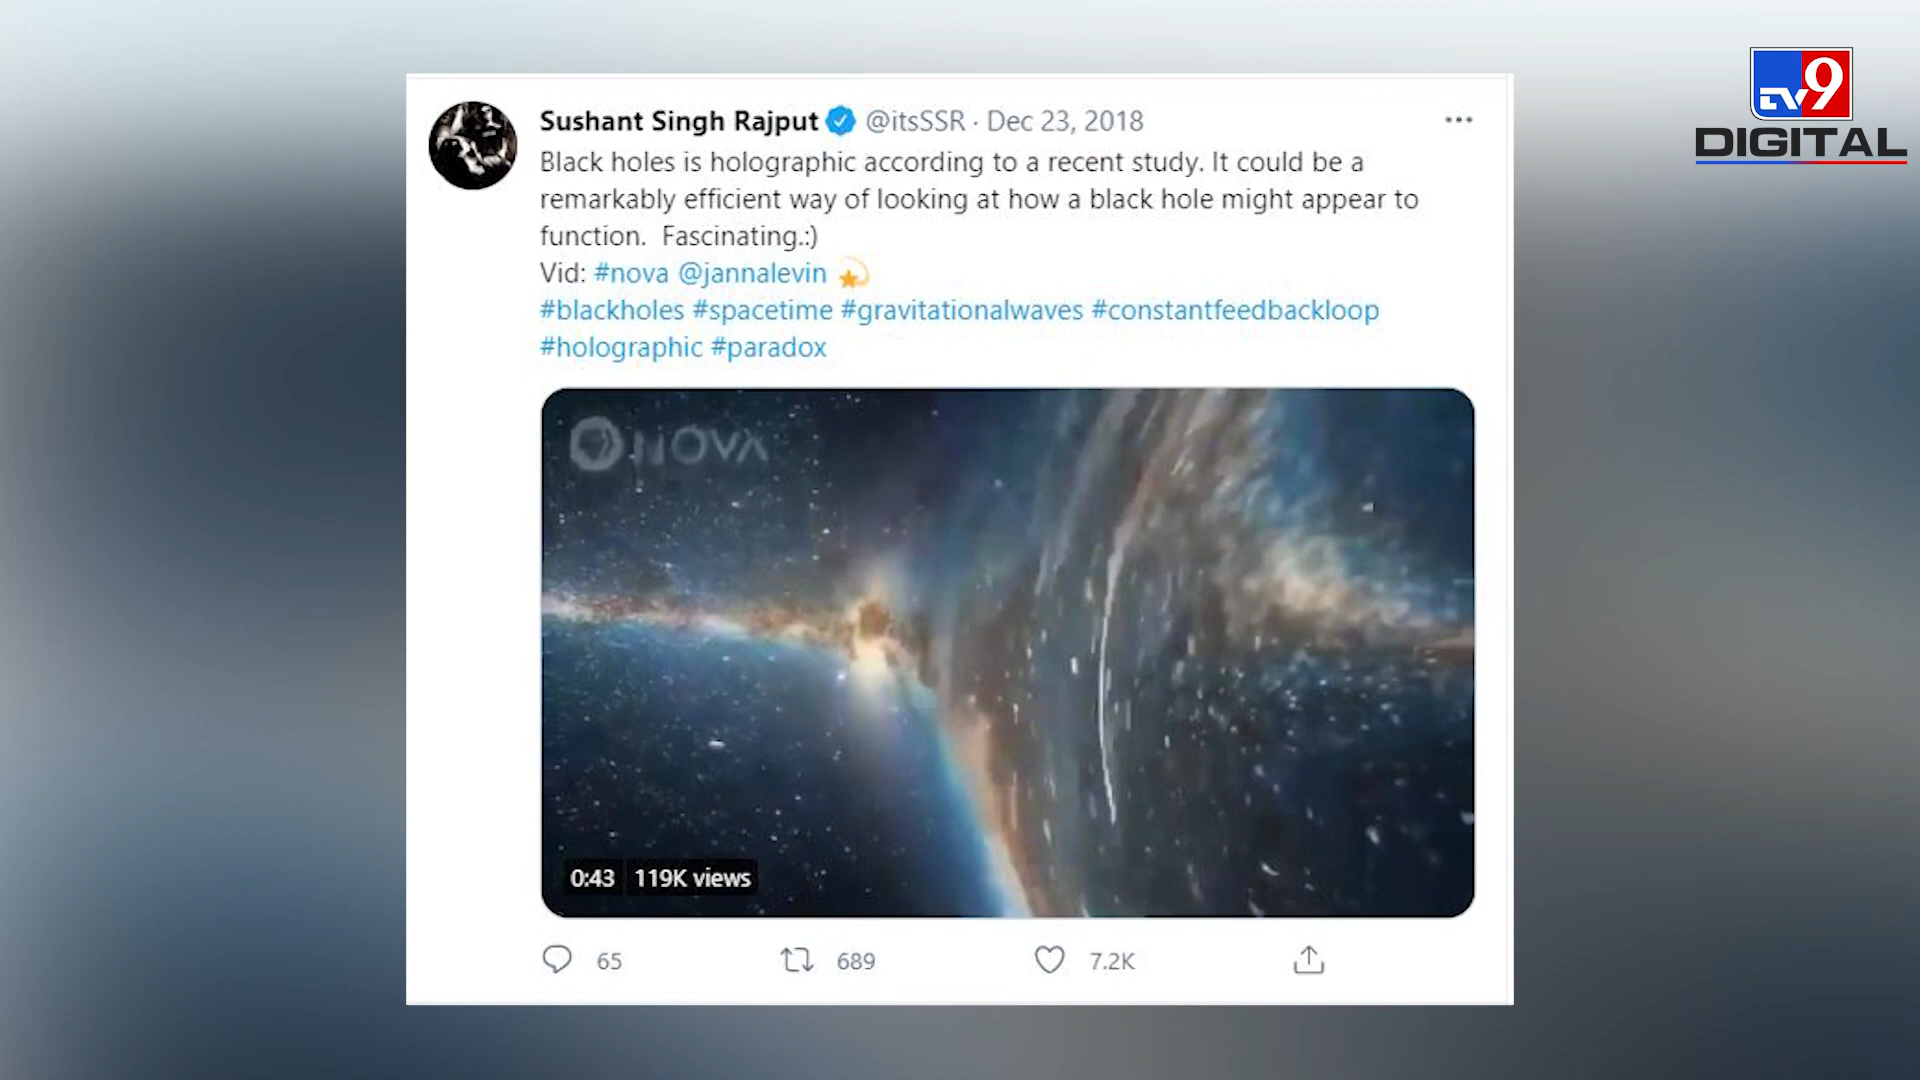 TV9
DIGITAL
Sushant Singh Rajput @itsSSR · Dec 23, 2018
Black holes is holographic according to a recent study. It could be a
remarkably efficient way of looking at how a black hole might appear to
function.  Fascinating.:)
Vid: #nova @jannalevin 💫
#blackholes #spacetime #gravitationalwaves #constantfeedbackloop
#holographic #paradox
NOVA
0:43 119K views
65 689 7.2K